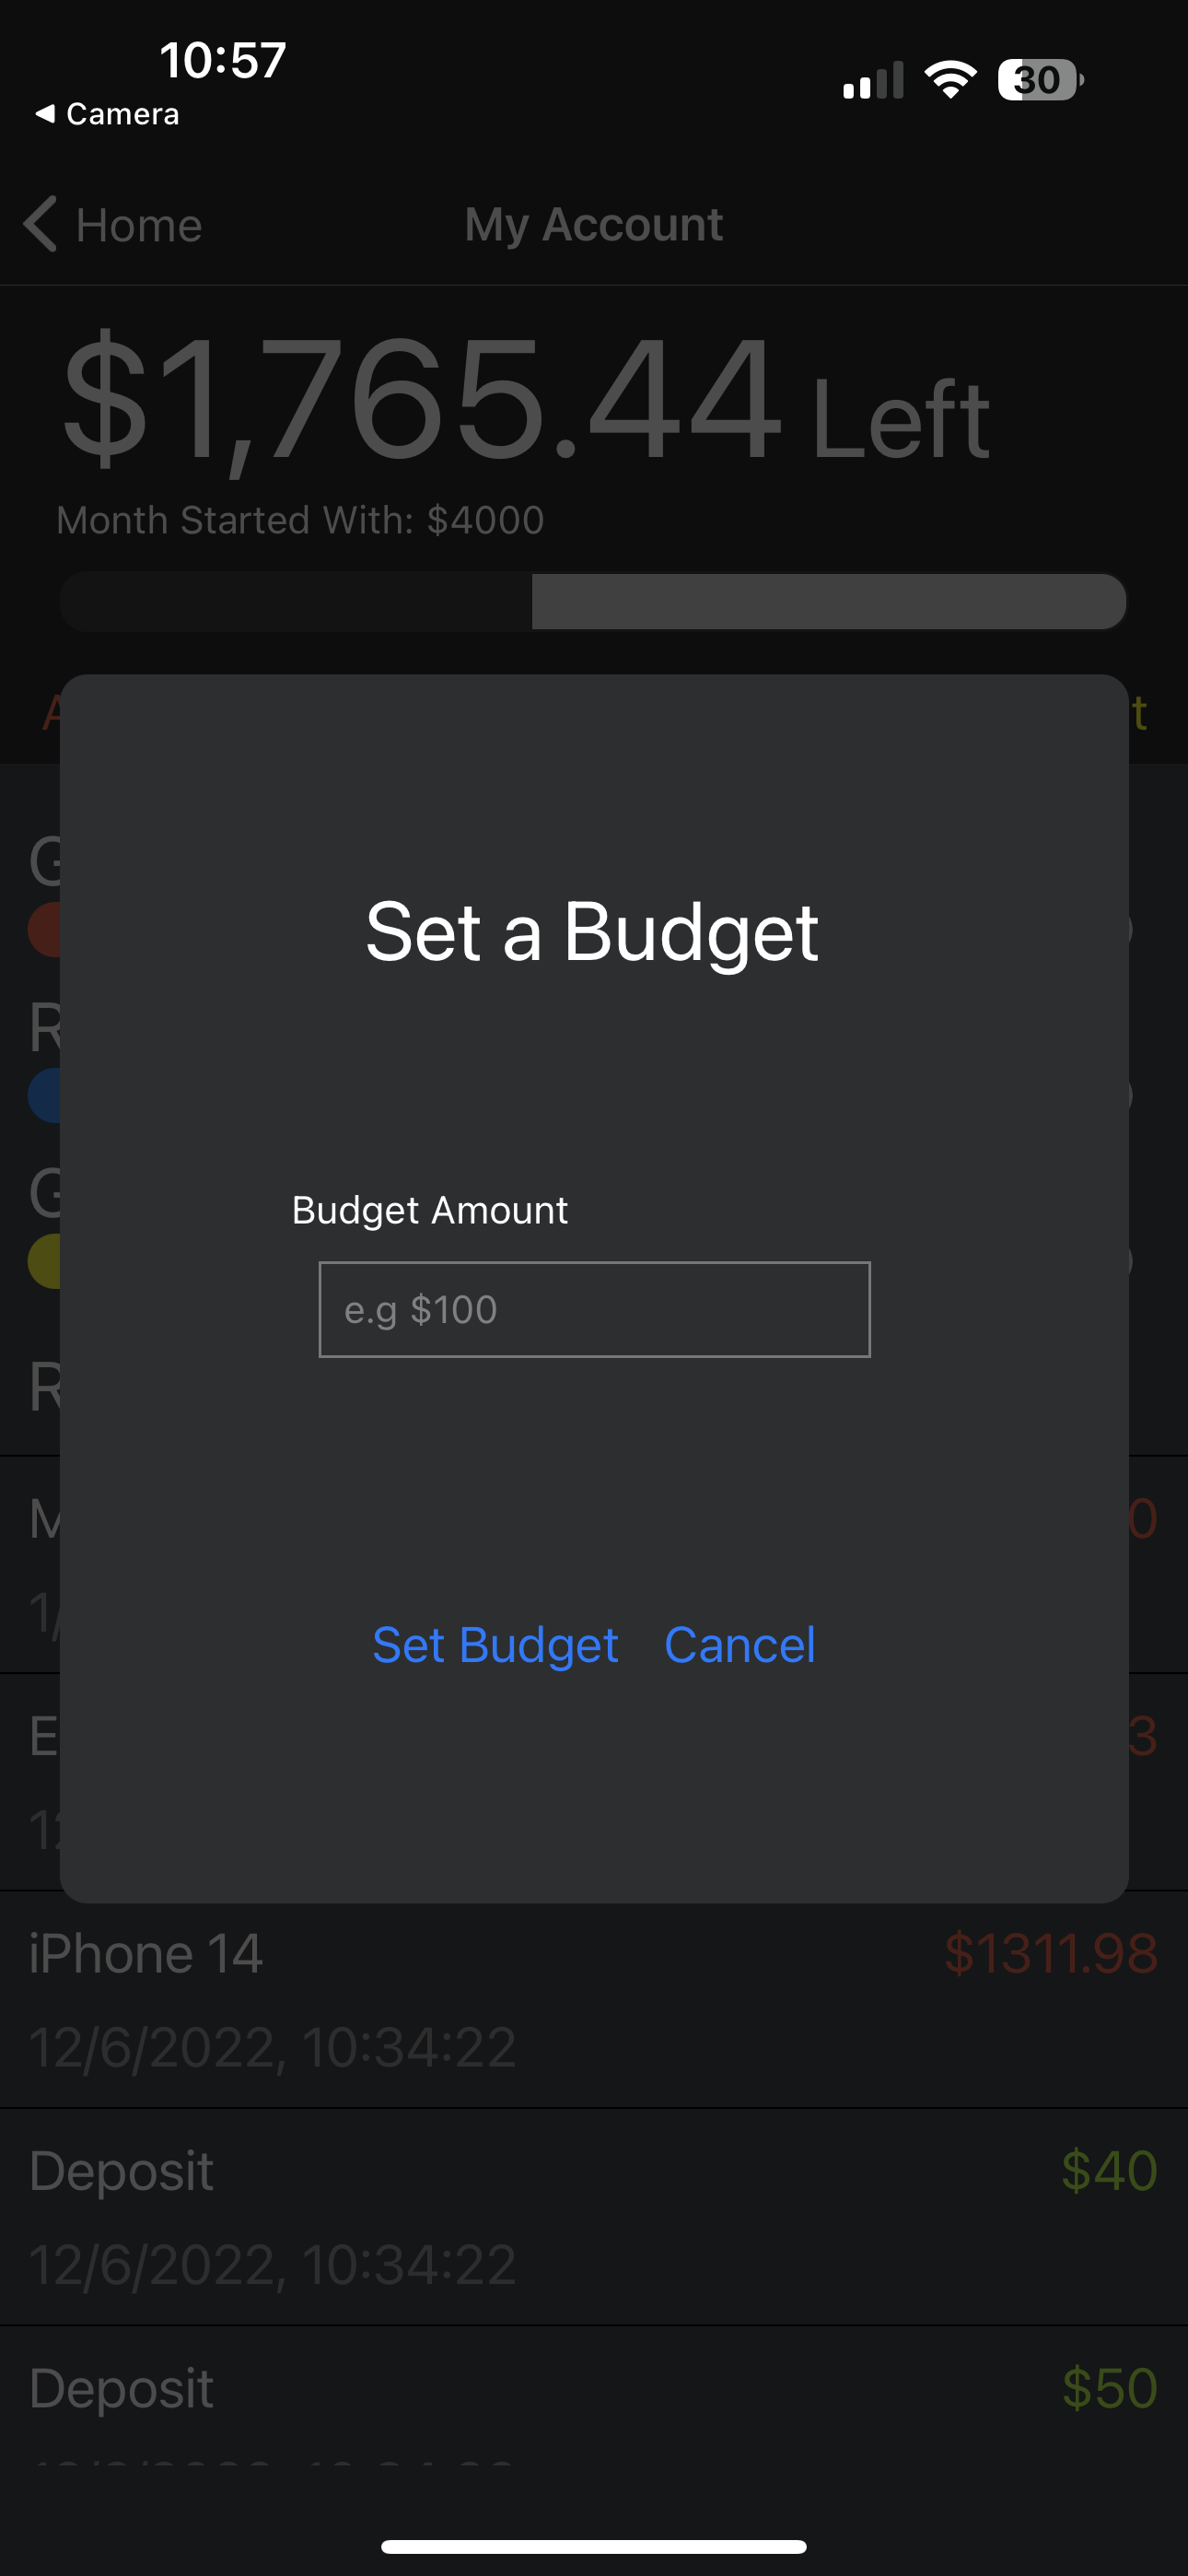 10:57
30
Camera
Home
My Account
$1,765.44 Left
Month Started With: $4000
Set a Budget
Budget Amount
e.g $100
Set Budget
Cancel
iPhone 14
$1311.98
12/6/2022, 10:34:22
Deposit
$40
12/6/2022, 10:34:22
Deposit
$50